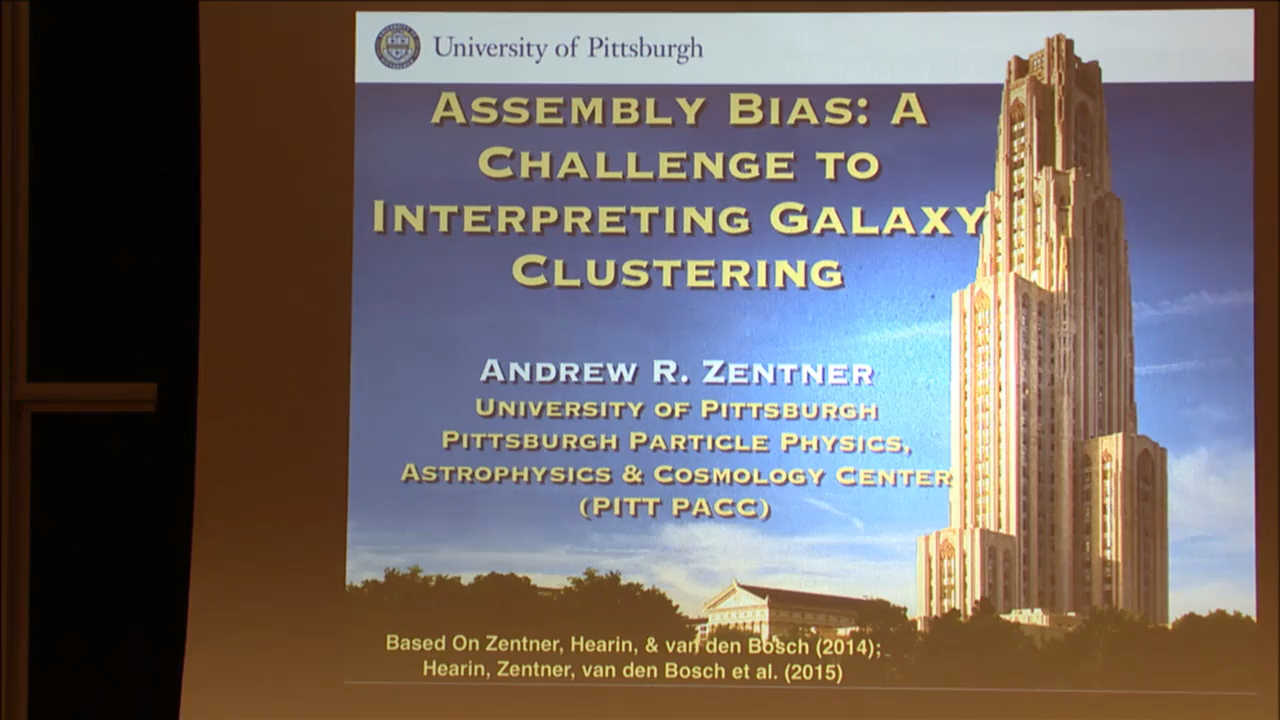 University of Pittsburgh
ASSEMBLY BIAS: A
CHALLENGE TO
INTERPRETING GALAXY
CLUSTERING
ANDREW R. ZENTNER
UNIVERSITY OF PITTSBURGH
PITTSBURGH PARTICLE PHYSICS,
ASTROPHYSICS & COSMOLOGY CENTER
(PITT PACC)
Based On Zentner, Hearin, & van den Bosch (2014);
Hearin, Zentner, van den Bosch et al. (2015)